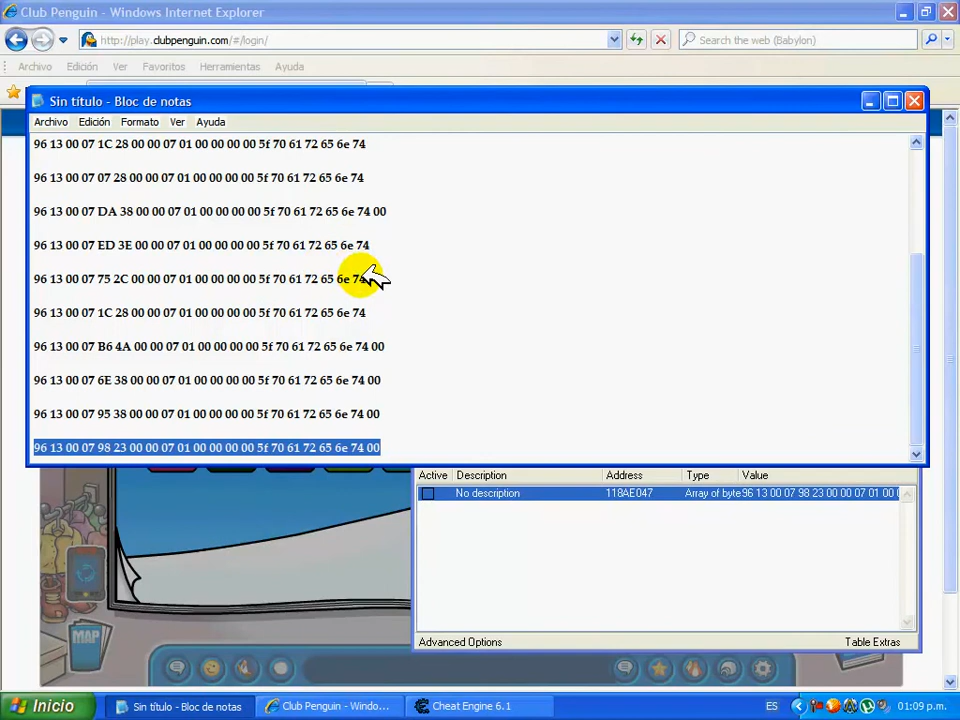 Club Penguin - Windows Internet Explorer
http://play.clubpenguin.com/#/login/
Search the web (Babylon)
Archivo Edición Ver Favoritos Herramientas Ayuda
Sin título - Bloc de notas
Archivo Edición Formato Ver Ayuda
96 13 00 07 1C 28 00 00 07 01 00 00 00 00 5f 70 61 72 65 6e 74
96 13 00 07 07 28 00 00 07 01 00 00 00 00 5f 70 61 72 65 6e 74
96 13 00 07 DA 38 00 00 07 01 00 00 00 00 5f 70 61 72 65 6e 74 00
96 13 00 07 ED 3E 00 00 07 01 00 00 00 00 5f 70 61 72 65 6e 74
96 13 00 07 75 2C 00 00 07 01 00 00 00 00 5f 70 61 72 65 6e 74
96 13 00 07 1C 28 00 00 07 01 00 00 00 00 5f 70 61 72 65 6e 74
96 13 00 07 B6 4A 00 00 07 01 00 00 00 00 5f 70 61 72 65 6e 74 00
96 13 00 07 6E 38 00 00 07 01 00 00 00 00 5f 70 61 72 65 6e 74 00
96 13 00 07 95 38 00 00 07 01 00 00 00 00 5f 70 61 72 65 6e 74 00
96 13 00 07 98 23 00 00 07 01 00 00 00 00 5f 70 61 72 65 6e 74 00
Active Description Address Type Value
No description 118AE047 Array of byte 96 13 00 07 98 23 00 00 07 01 00
Advanced Options Table Extras
MAP
Inicio Sin título - Bloc de notas Club Penguin - Windo... Cheat Engine 6.1 ES 01:09 p.m.